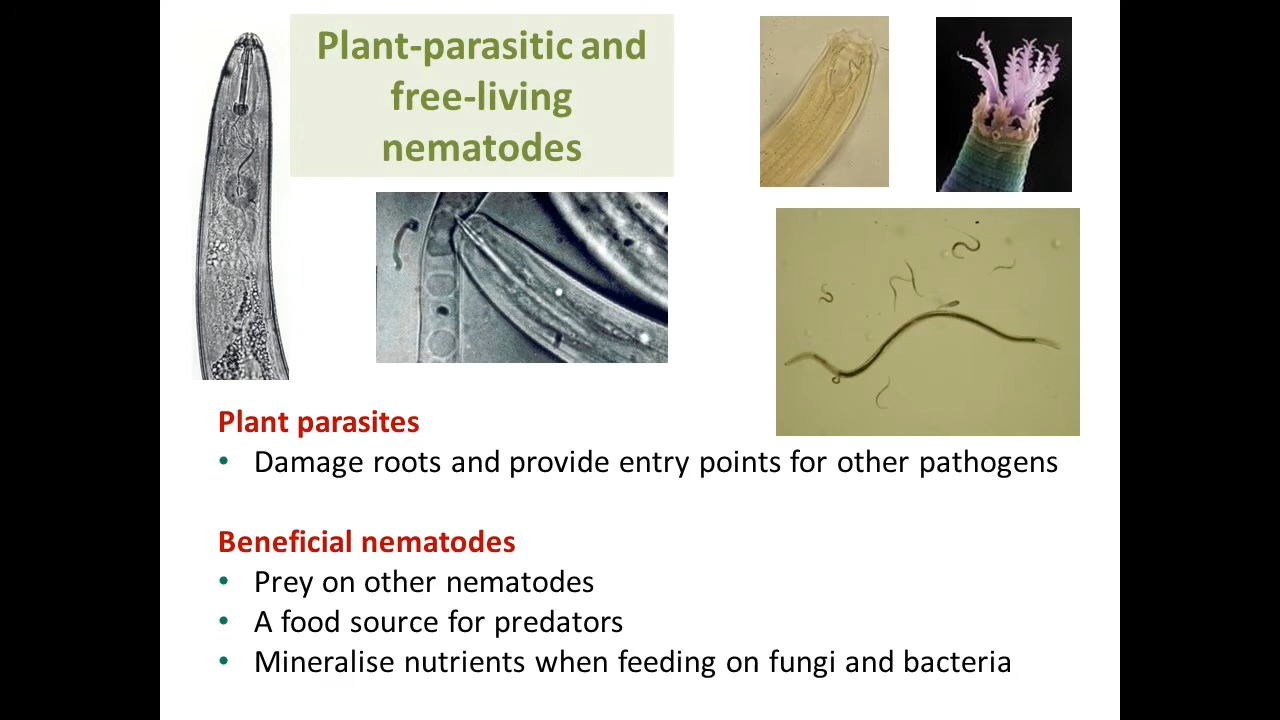 Plant-parasitic and
free-living
nematodes
Plant parasites
• Damage roots and provide entry points for other pathogens
Beneficial nematodes
• Prey on other nematodes
• A food source for predators
• Mineralise nutrients when feeding on fungi and bacteria